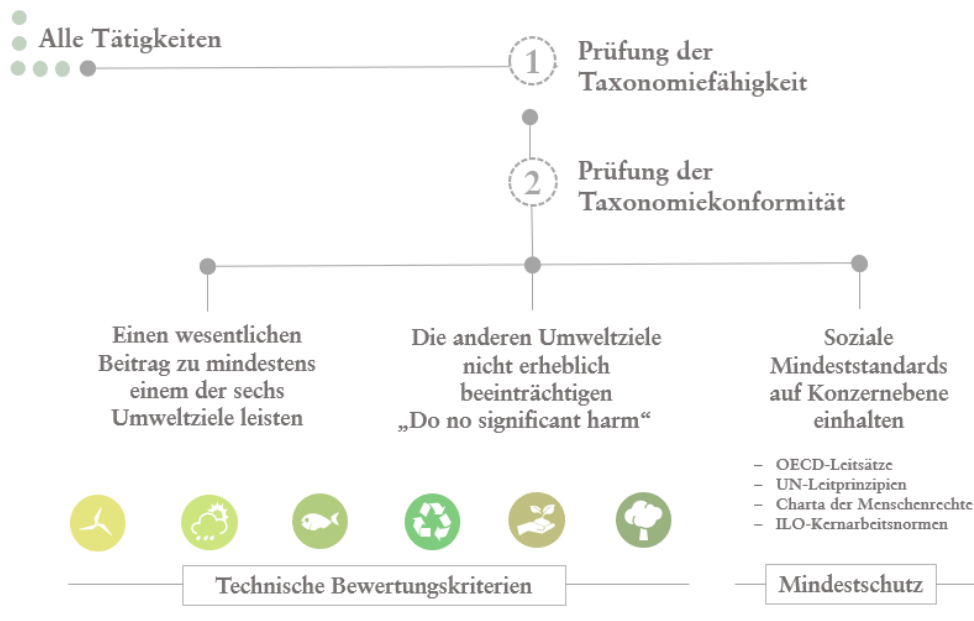 Alle Tätigkeiten
1
Prüfung der
Taxonomiefähigkeit
2
Prüfung der
Taxonomiekonformität
Einen wesentlichen
Beitrag zu mindestens
einem der sechs
Umweltziele leisten
Die anderen Umweltziele
nicht erheblich
beeinträchtigen
„Do no significant harm“
Soziale
Mindeststandards
auf Konzernebene
einhalten
– OECD-Leitsätze
– UN-Leitprinzipien
– Charta der Menschenrechte
– ILO-Kernarbeitsnormen
Technische Bewertungskriterien
Mindestschutz